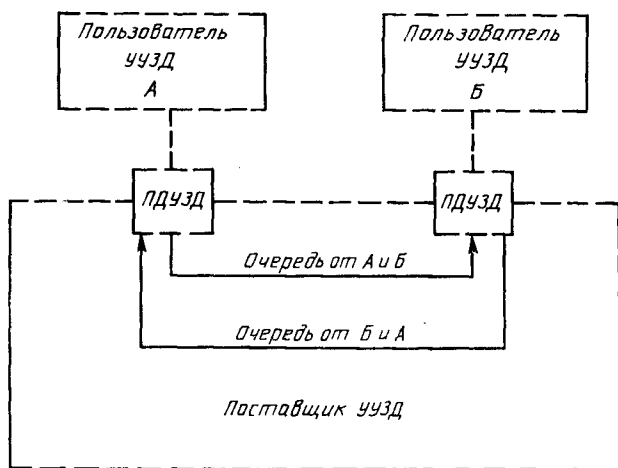 Пользователь
УУЗД
А
Пользователь
УУЗД
Б
ПДУЗД
ПДУЗД
Очередь от А и Б
Очередь от Б и А
Поставщик УУЗД